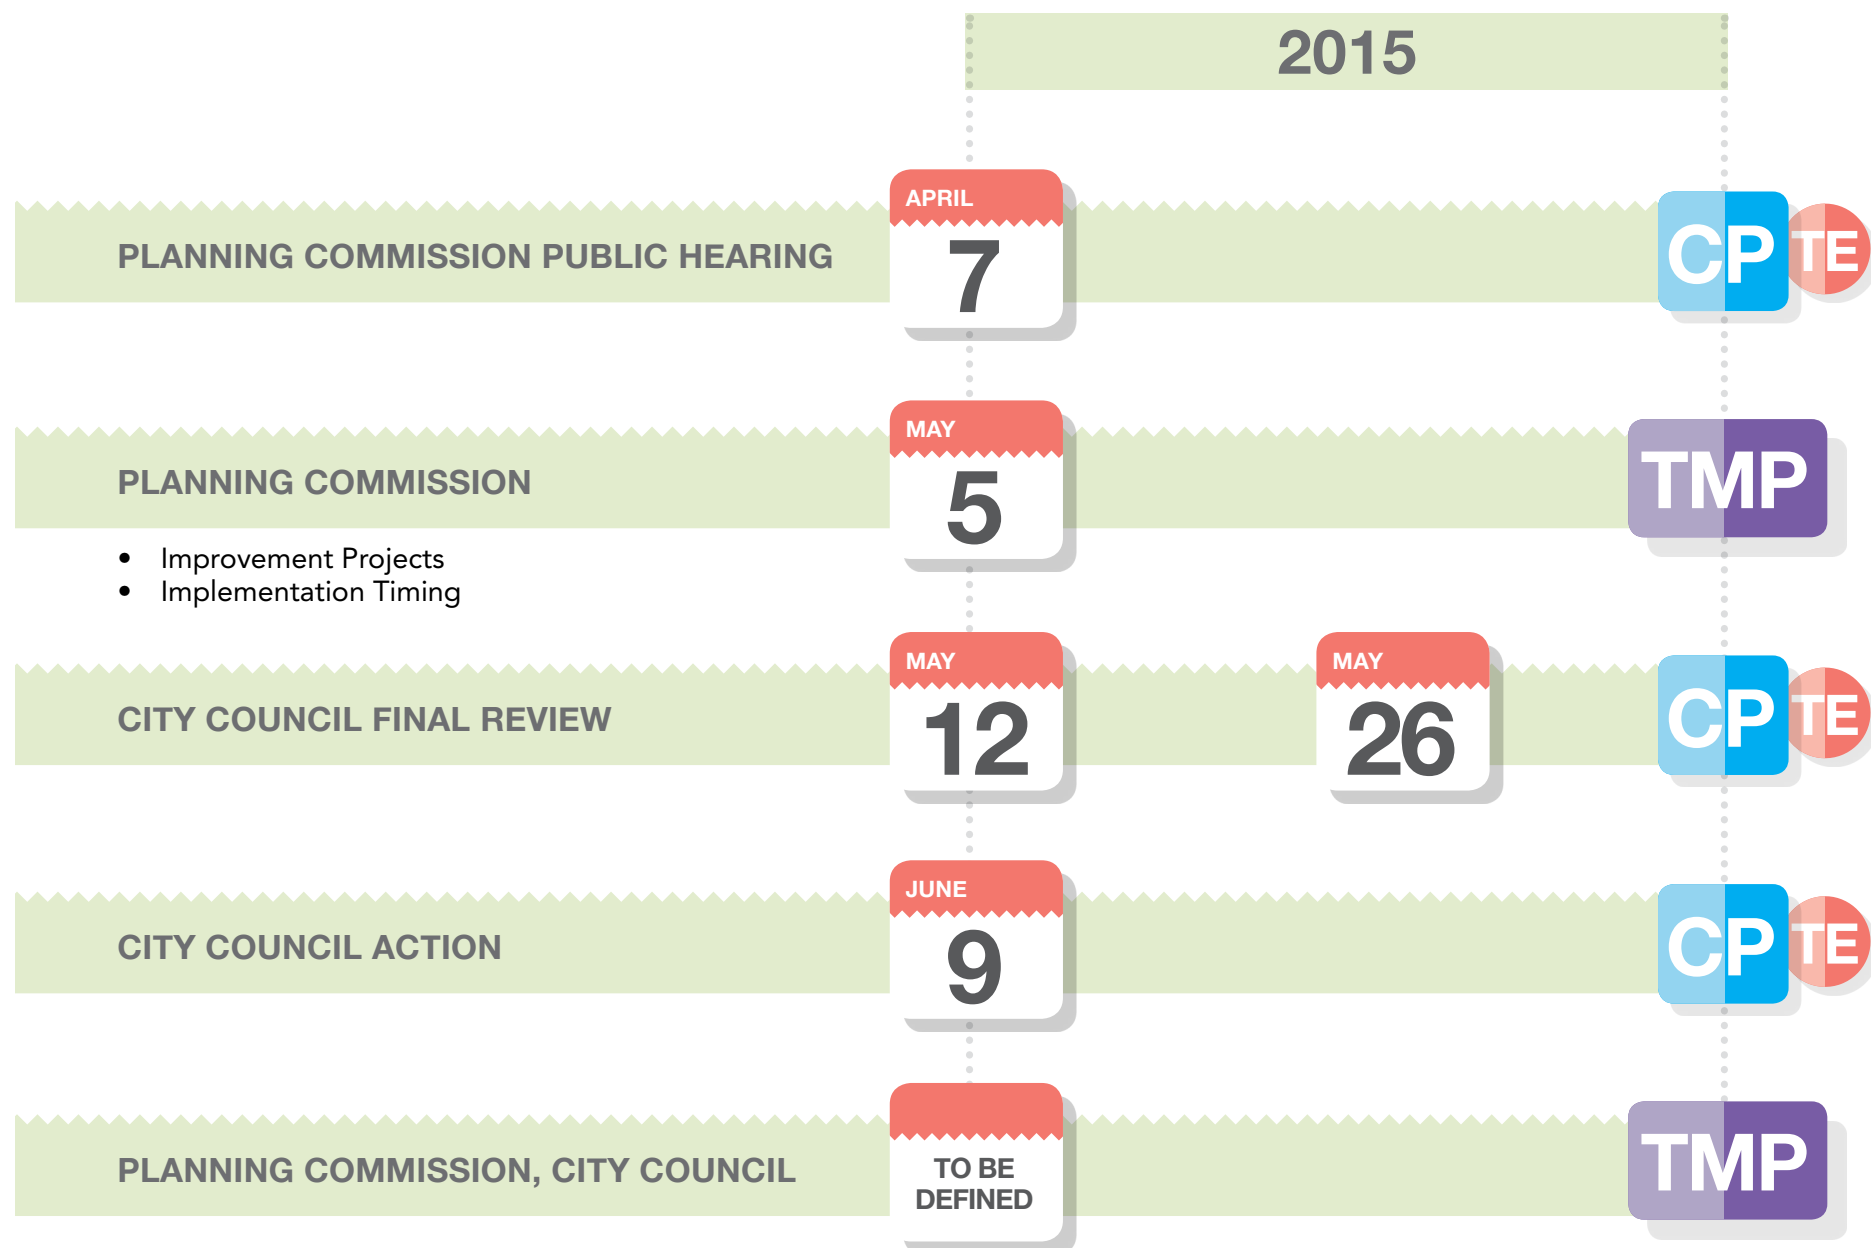 2015
APRIL
PLANNING COMMISSION PUBLIC HEARING
7
CP TE
MAY
PLANNING COMMISSION
5
TMP
• Improvement Projects
• Implementation Timing
MAY
MAY
CITY COUNCIL FINAL REVIEW
12
26
CP TE
JUNE
CITY COUNCIL ACTION
9
CP TE
PLANNING COMMISSION, CITY COUNCIL
TO BE
DEFINED
TMP